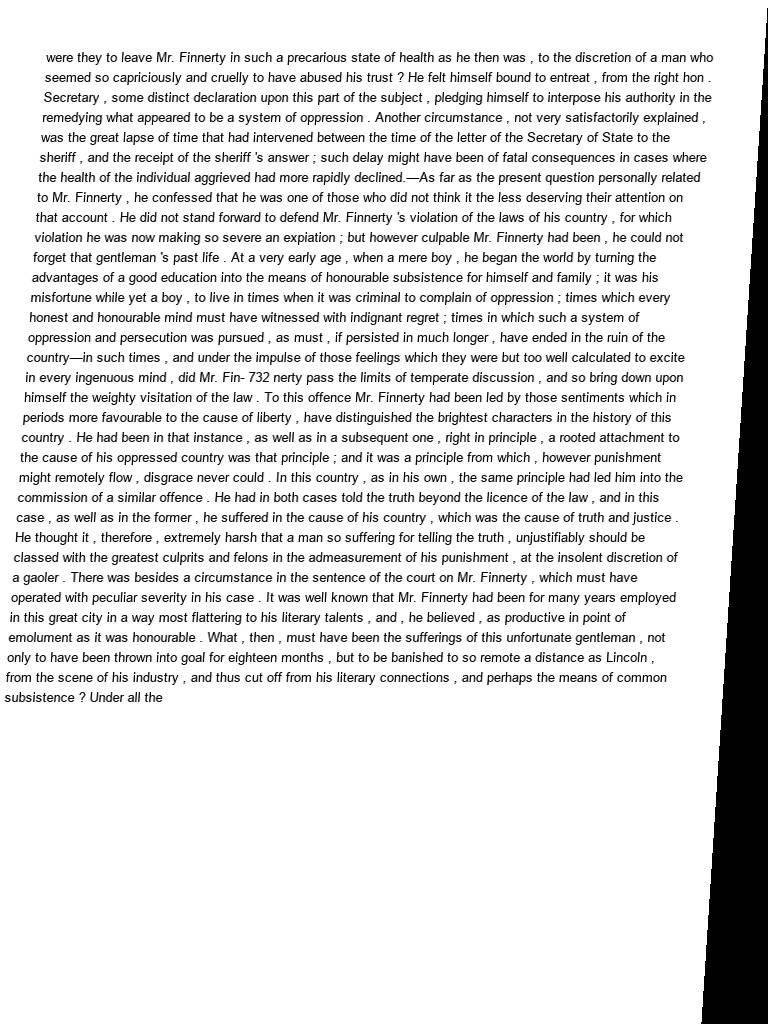 were they to leave Mr. Finnerty in such a precarious state of health as he then was , to the discretion of a man who
seemed so capriciously and cruelly to have abused his trust ? He felt himself bound to entreat , from the right hon .
Secretary , some distinct declaration upon this part of the subject , pledging himself to interpose his authority in the
remedying what appeared to be a system of oppression . Another circumstance , not very satisfactorily explained ,
was the great lapse of time that had intervened between the time of the letter of the Secretary of State to the
sheriff , and the receipt of the sheriff 's answer ; such delay might have been of fatal consequences in cases where
the health of the individual aggrieved had more rapidly declined.—As far as the present question personally related
to Mr. Finnerty , he confessed that he was one of those who did not think it the less deserving their attention on
that account . He did not stand forward to defend Mr. Finnerty 's violation of the laws of his country , for which
violation he was now making so severe an expiation ; but however culpable Mr. Finnerty had been , he could not
forget that gentleman 's past life . At a very early age , when a mere boy , he began the world by turning the
advantages of a good education into the means of honourable subsistence for himself and family ; it was his
misfortune while yet a boy , to live in times when it was criminal to complain of oppression ; times which every
honest and honourable mind must have witnessed with indignant regret ; times in which such a system of
oppression and persecution was pursued , as must , if persisted in much longer , have ended in the ruin of the
country—in such times , and under the impulse of those feelings which they were but too well calculated to excite
in every ingenuous mind , did Mr. Fin- 732 nerty pass the limits of temperate discussion , and so bring down upon
himself the weighty visitation of the law . To this offence Mr. Finnerty had been led by those sentiments which in
periods more favourable to the cause of liberty , have distinguished the brightest characters in the history of this
country . He had been in that instance , as well as in a subsequent one , right in principle , a rooted attachment to
the cause of his oppressed country was that principle ; and it was a principle from which , however punishment
might remotely flow , disgrace never could . In this country , as in his own , the same principle had led him into the
commission of a similar offence . He had in both cases told the truth beyond the licence of the law , and in this
case , as well as in the former , he suffered in the cause of his country , which was the cause of truth and justice .
He thought it , therefore , extremely harsh that a man so suffering for telling the truth , unjustifiably should be
classed with the greatest culprits and felons in the admeasurement of his punishment , at the insolent discretion of
a gaoler . There was besides a circumstance in the sentence of the court on Mr. Finnerty , which must have
operated with peculiar severity in his case . It was well known that Mr. Finnerty had been for many years employed
in this great city in a way most flattering to his literary talents , and , he believed , as productive in point of
emolument as it was honourable . What , then , must have been the sufferings of this unfortunate gentleman , not
only to have been thrown into goal for eighteen months , but to be banished to so remote a distance as Lincoln ,
from the scene of his industry , and thus cut off from his literary connections , and perhaps the means of common
subsistence ? Under all the